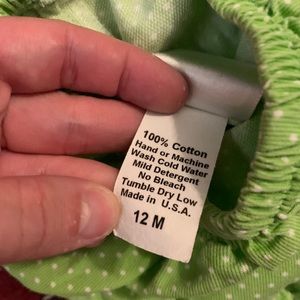 100% Cotton
Hand or Machine
Wash Cold Water
Mild Detergent
No Bleach
Tumble Dry Low
Made in U.S.A.
12 M